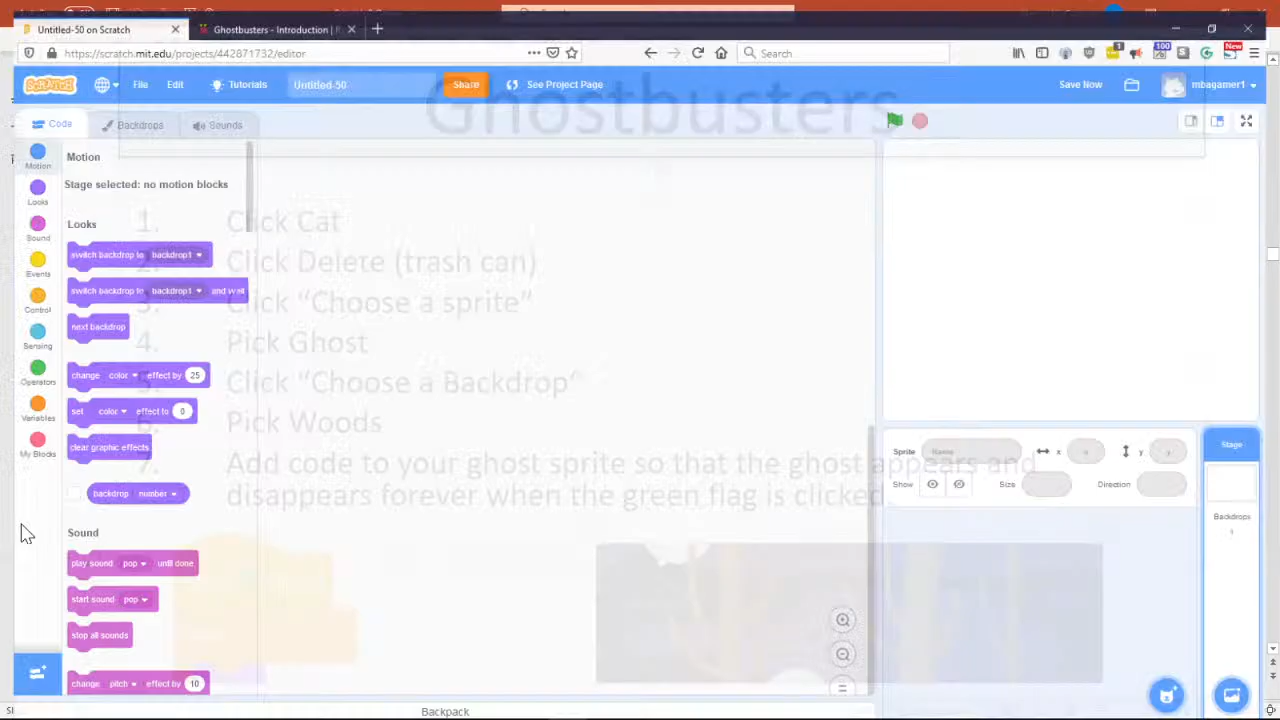 Untitled-50 on Scratch
Ghostbusters - Introduction | R
https://scratch.mit.edu/projects/442871732/editor
Search
100
New
SCRATCH
File
Edit
Tutorials
Untitled-50
Share
See Project Page
Save Now
mbagamer1
Ghostbusters
Code
Backdrops
Sounds
Motion
Motion
Stage selected: no motion blocks
Looks
Looks
1. Click Cat
Sound
switch backdrop to backdrop1
2. Click Delete (trash can)
Events
switch backdrop to backdrop1 and wait
3. Click “Choose a sprite”
Control
next backdrop
4. Pick Ghost
Sensing
change color effect by 25
5. Click “Choose a Backdrop”
Operators
set color effect to 0
6. Pick Woods
Variables
clear graphic effects
My Blocks
7. Add code to your ghost sprite so that the ghost appears and
disappears forever when the green flag is clicked
backdrop number
Sound
play sound pop until done
start sound pop
stop all sounds
change pitch effect by 10
Sprite
Name
x
x
y
y
Show
Size
Direction
Stage
Backdrops
1
Backpack